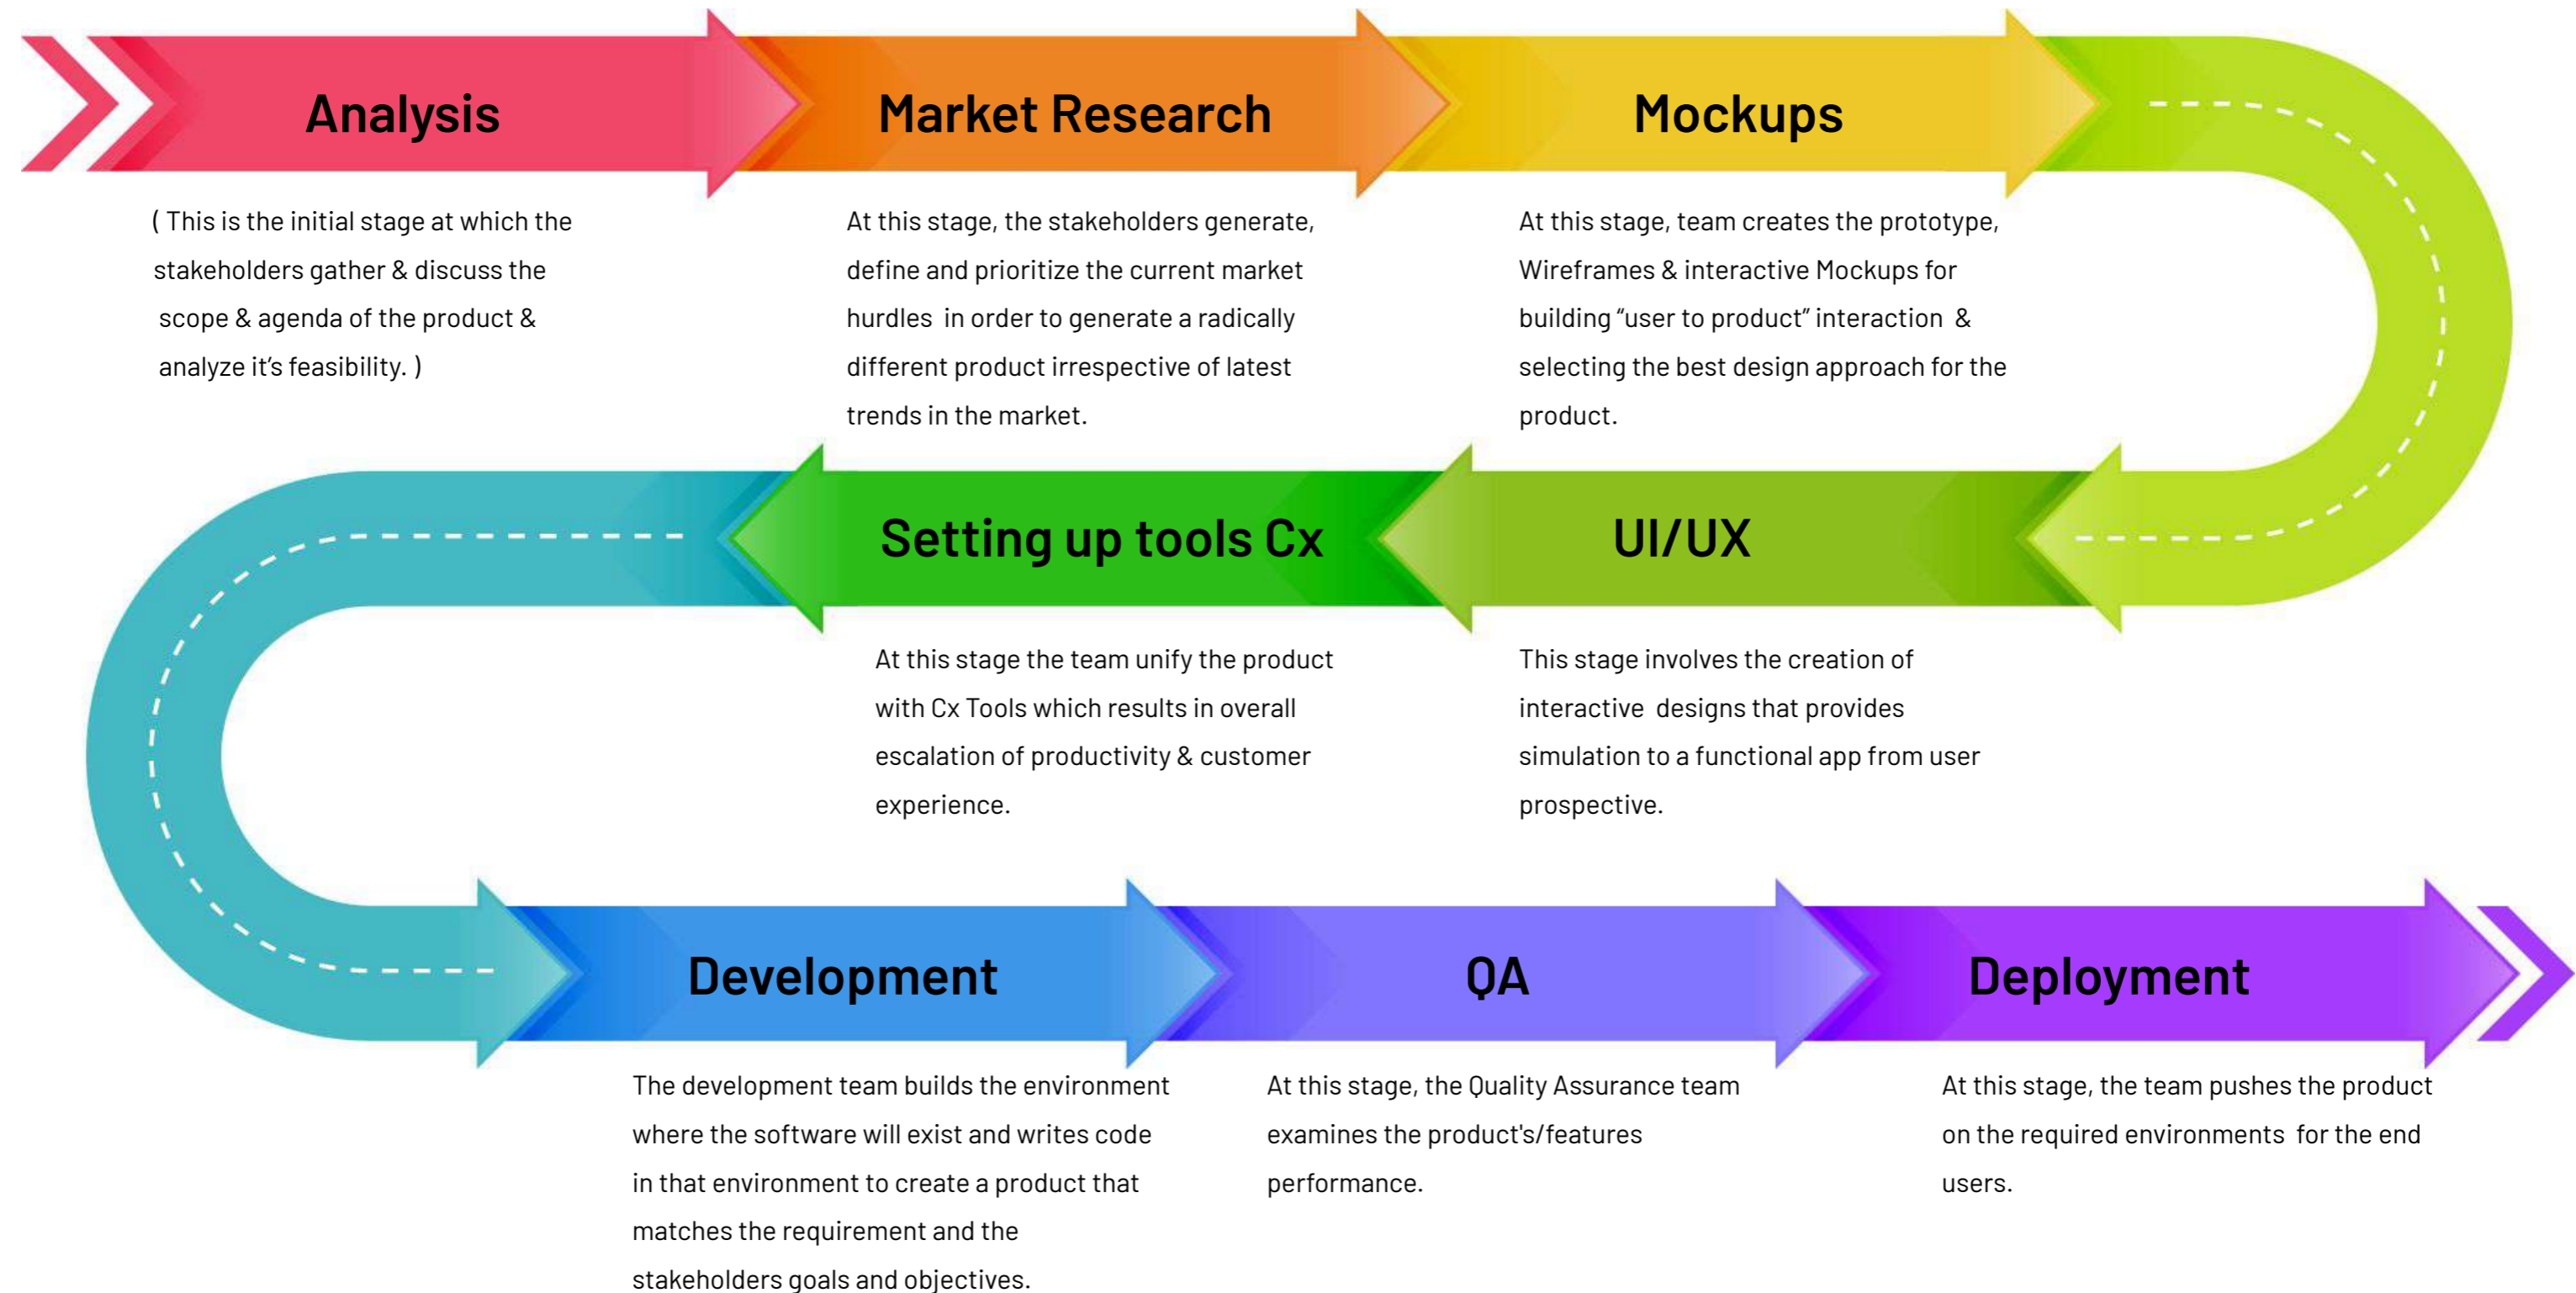 Analysis
( This is the initial stage at which the
stakeholders gather & discuss the
scope & agenda of the product &
analyze it’s feasibility. )
Market Research
At this stage, the stakeholders generate,
define and prioritize the current market
hurdles  in order to generate a radically
different product irrespective of latest
trends in the market.
Mockups
At this stage, team creates the prototype,
Wireframes & interactive Mockups for
building “user to product” interaction  &
selecting the best design approach for the
product.
UI/UX
This stage involves the creation of
interactive  designs that provides
simulation to a functional app from user
prospective.
Setting up tools Cx
At this stage the team unify the product
with Cx Tools which results in overall
escalation of productivity & customer
experience.
Development
The development team builds the environment
where the software will exist and writes code
in that environment to create a product that
matches the requirement and the
stakeholders goals and objectives.
QA
At this stage, the Quality Assurance team
examines the product's/features
performance.
Deployment
At this stage, the team pushes the product
on the required environments  for the end
users.